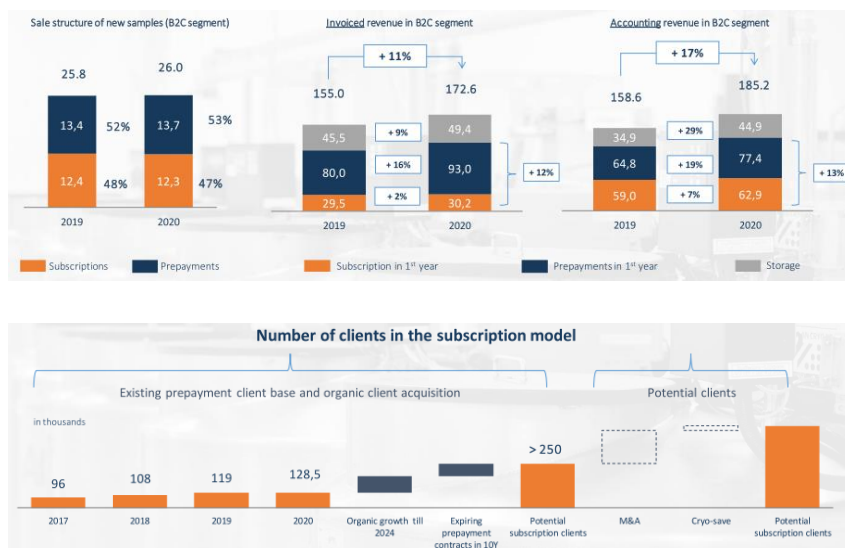 Sale structure of new samples (B2C segment)
25.8
26.0
13,4
52%
13,7
53%
12,4
48%
12,3
47%
2019
2020
Subscriptions
Prepayments
Invoiced revenue in B2C segment
+ 11%
155.0
172.6
45,5
+ 9%
49,4
80,0
+ 16%
93,0
+ 12%
29,5
+ 2%
30,2
2019
2020
Accounting revenue in B2C segment
+ 17%
158.6
185.2
34,9
+ 29%
44,9
64,8
+ 19%
77,4
+ 13%
59,0
+ 7%
62,9
2019
2020
Subscription in 1st year
Prepayments in 1st year
Storage
Number of clients in the subscription model
Existing prepayment client base and organic client acquisition
Potential clients
in thousands
96
108
119
128,5
> 250
2017
2018
2019
2020
Organic growth till
2024
Expiring
prepayment
contracts in 10Y
Potential
subscription clients
M&A
Cryo-save
Potential
subscription clients